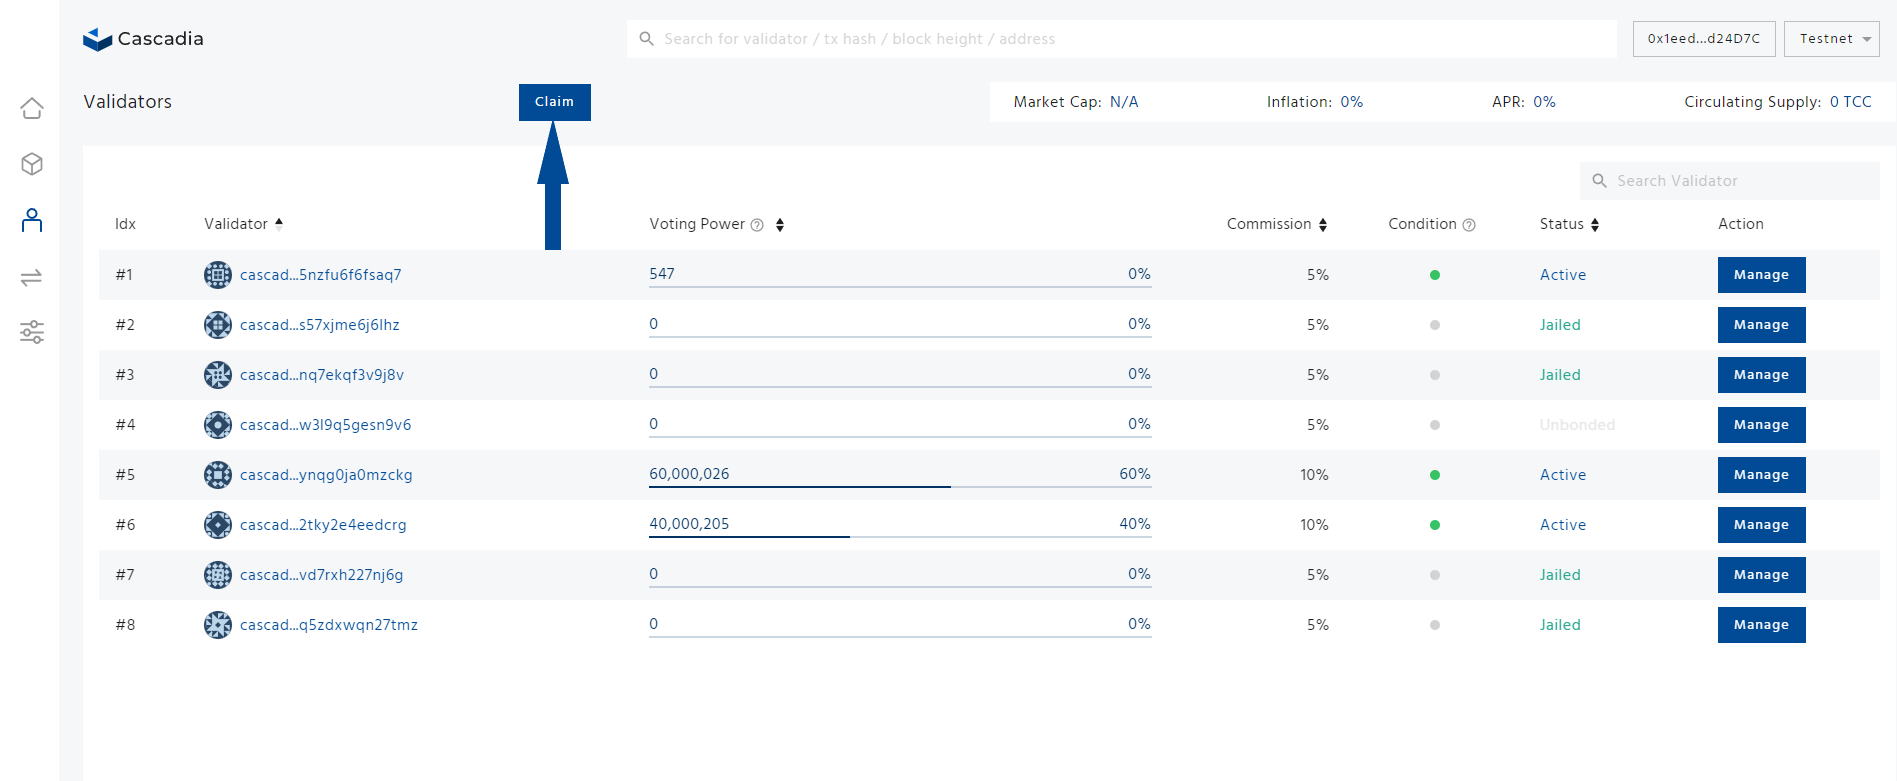 Cascadia
Search for validator / tx hash / block height / address
0x1eed...d24D7C
Testnet
Validators
Claim
Market Cap: N/A
Inflation: 0%
APR: 0%
Circulating Supply: 0 TCC
Search Validator
Idx Validator Voting Power Commission Condition Status Action
#1 cascad...5nzfu6f6fsaq7 547 0% 5% Active Manage
#2 cascad...s57xjme6j6lhz 0 0% 5% Jailed Manage
#3 cascad...nq7ekqf3v9j8v 0 0% 5% Jailed Manage
#4 cascad...w3l9q5gesn9v6 0 0% 5% Unbonded Manage
#5 cascad...ynqg0ja0mzckg 60,000,026 60% 10% Active Manage
#6 cascad...2tky2e4eedcrg 40,000,205 40% 10% Active Manage
#7 cascad...vd7rxh227nj6g 0 0% 5% Jailed Manage
#8 cascad...q5zdxwqn27tmz 0 0% 5% Jailed Manage